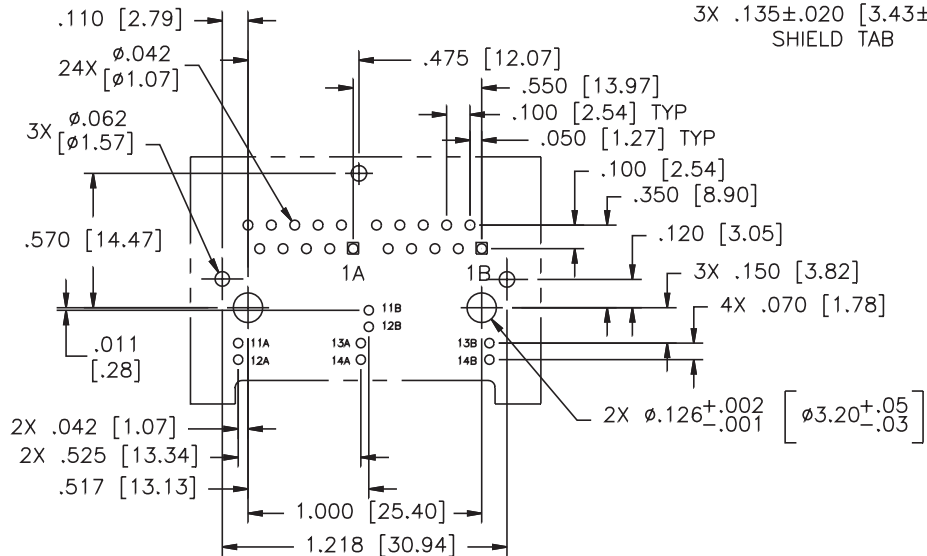 .110 [2.79]
3X .135±.020 [3.43±
SHIELD TAB
24X ø.042
[ø1.07]
.475 [12.07]
.550 [13.97]
.100 [2.54] TYP
3X ø.062
[ø1.57]
.050 [1.27] TYP
.100 [2.54]
.350 [8.90]
.570 [14.47]
.120 [3.05]
1A
1B
3X .150 [3.82]
4X .070 [1.78]
11B
12B
.011
[.28]
11A
13A
13B
12A
14A
14B
2X ø.126+.002 -.001 [ø3.20+.05 -.03]
2X .042 [1.07]
2X .525 [13.34]
.517 [13.13]
1.000 [25.40]
1.218 [30.94]